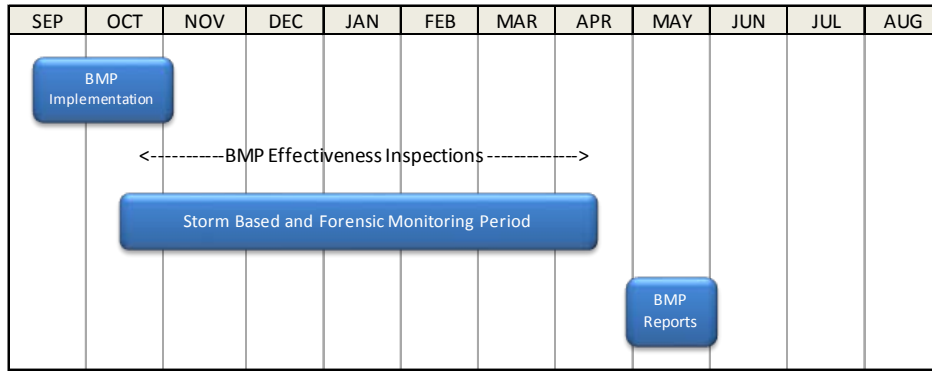 SEP OCT NOV DEC JAN FEB MAR APR MAY JUN JUL AUG
BMP
Implementation
<-----------BMP Effectiveness Inspections-------------->
Storm Based and Forensic Monitoring Period
BMP
Reports